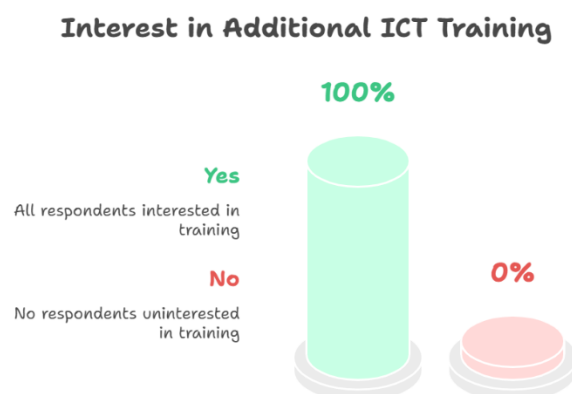 Interest in Additional ICT Training
100%
Yes
All respondents interested in
training
No
No respondents uninterested
in training
0%